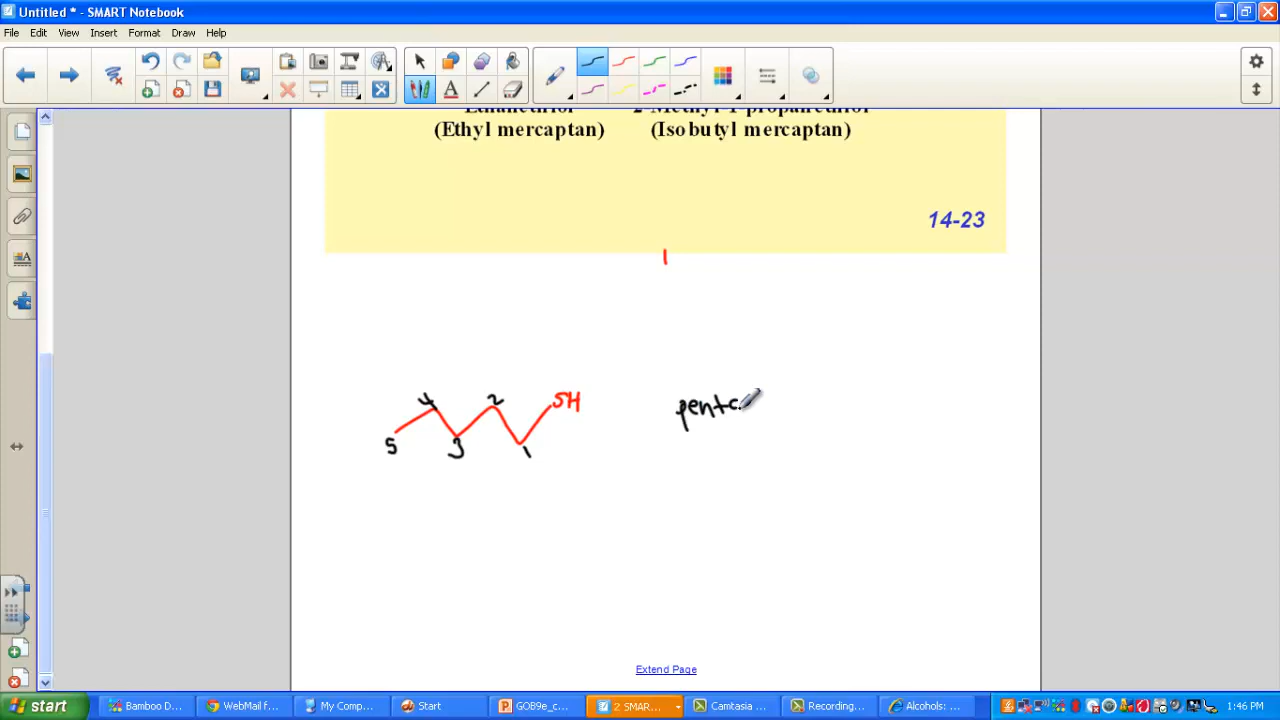 Untitled * - SMART Notebook
File Edit View Insert Format Draw Help
(Ethyl mercaptan) (Isobutyl mercaptan)
14-23
1
4 2 SH
5 3 1
penta
Extend Page
start Bamboo D... WebMail f... My Compu... Start GOB9e_c... 2 SMAR... Camtasia ... Recording... Alcohols: ... 1:46 PM